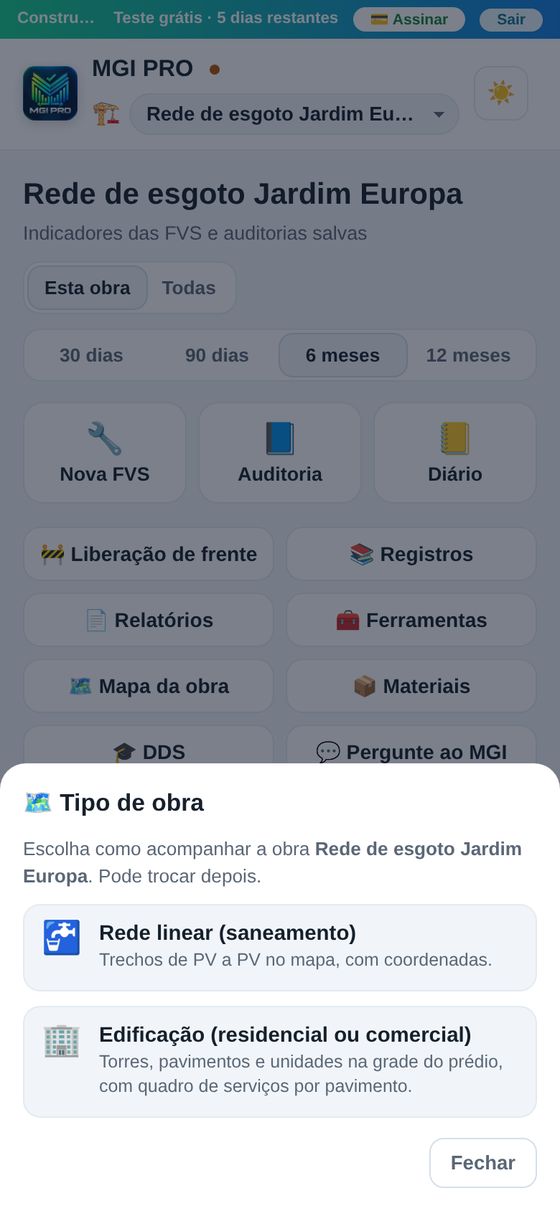 Constru…
Teste grátis · 5 dias restantes
💳 Assinar
Sair
MGI PRO
MGI PRO
Rede de esgoto Jardim Eu…
Rede de esgoto Jardim Europa
Indicadores das FVS e auditorias salvas
Esta obra
Todas
30 dias
90 dias
6 meses
12 meses
Nova FVS
Auditoria
Diário
🚧 Liberação de frente
📚 Registros
📄 Relatórios
🧰 Ferramentas
🗺️ Mapa da obra
📦 Materiais
🎓 DDS
💬 Pergunte ao MGI
🗺️ Tipo de obra
Escolha como acompanhar a obra Rede de esgoto Jardim
Europa. Pode trocar depois.
Rede linear (saneamento)
Trechos de PV a PV no mapa, com coordenadas.
Edificação (residencial ou comercial)
Torres, pavimentos e unidades na grade do prédio,
com quadro de serviços por pavimento.
Fechar